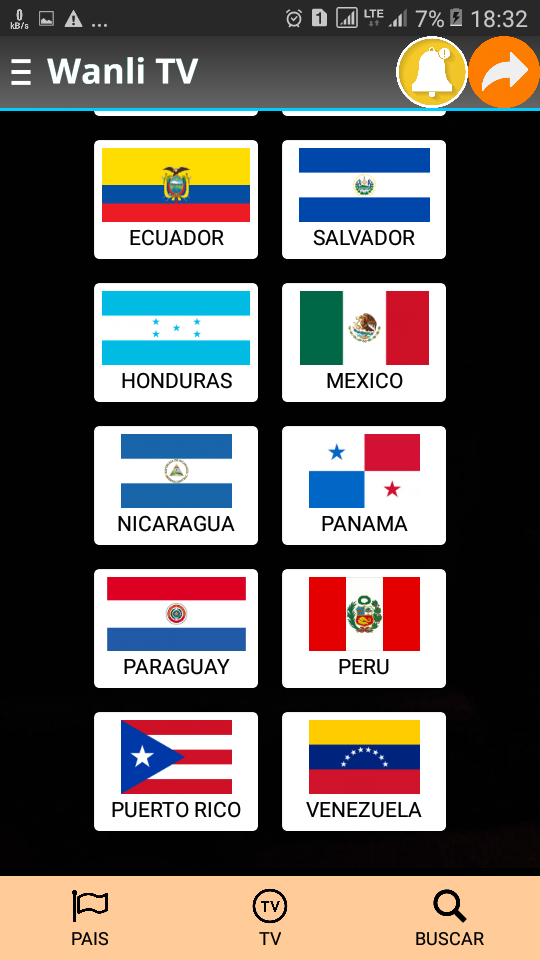 0 kB/s ... 1 LTE 7% 18:32
Wanli TV
ECUADOR SALVADOR
HONDURAS MEXICO
NICARAGUA PANAMA
PARAGUAY PERU
PUERTO RICO VENEZUELA
TV
PAIS TV BUSCAR